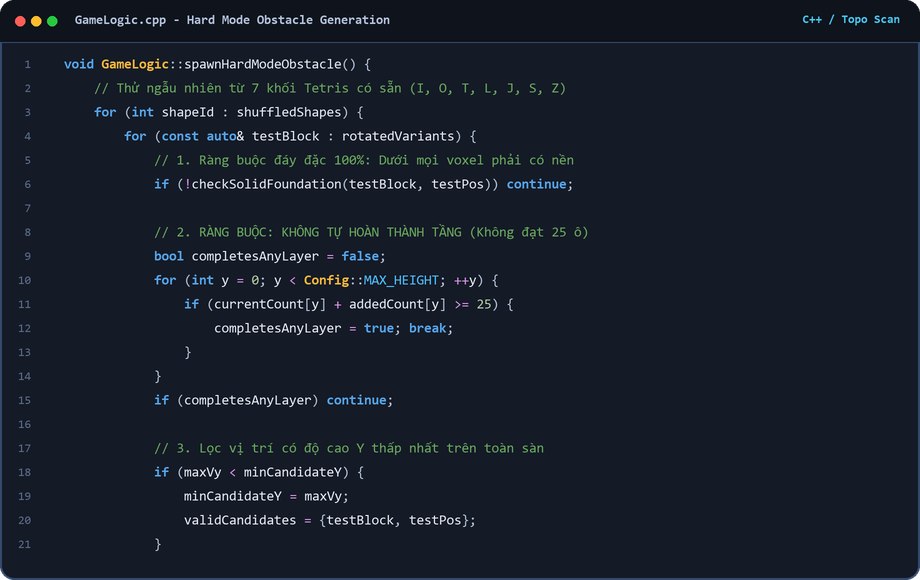 GameLogic.cpp - Hard Mode Obstacle Generation
C++ / Topo Scan
1 void GameLogic::spawnHardModeObstacle() {
2 // Thử ngẫu nhiên từ 7 khối Tetris có sẵn (I, O, T, L, J, S, Z)
3 for (int shapeId : shuffledShapes) {
4 for (const auto& testBlock : rotatedVariants) {
5 // 1. Ràng buộc đáy đặc 100%: Dưới mọi voxel phải có nền
6 if (!checkSolidFoundation(testBlock, testPos)) continue;
7
8 // 2. RÀNG BUỘC: KHÔNG TỰ HOÀN THÀNH TẦNG (Không đạt 25 ô)
9 bool completesAnyLayer = false;
10 for (int y = 0; y < Config::MAX_HEIGHT; ++y) {
11 if (currentCount[y] + addedCount[y] >= 25) {
12 completesAnyLayer = true; break;
13 }
14 }
15 if (completesAnyLayer) continue;
16
17 // 3. Lọc vị trí có độ cao Y thấp nhất trên toàn sàn
18 if (maxVy < minCandidateY) {
19 minCandidateY = maxVy;
20 validCandidates = {testBlock, testPos};
21 }